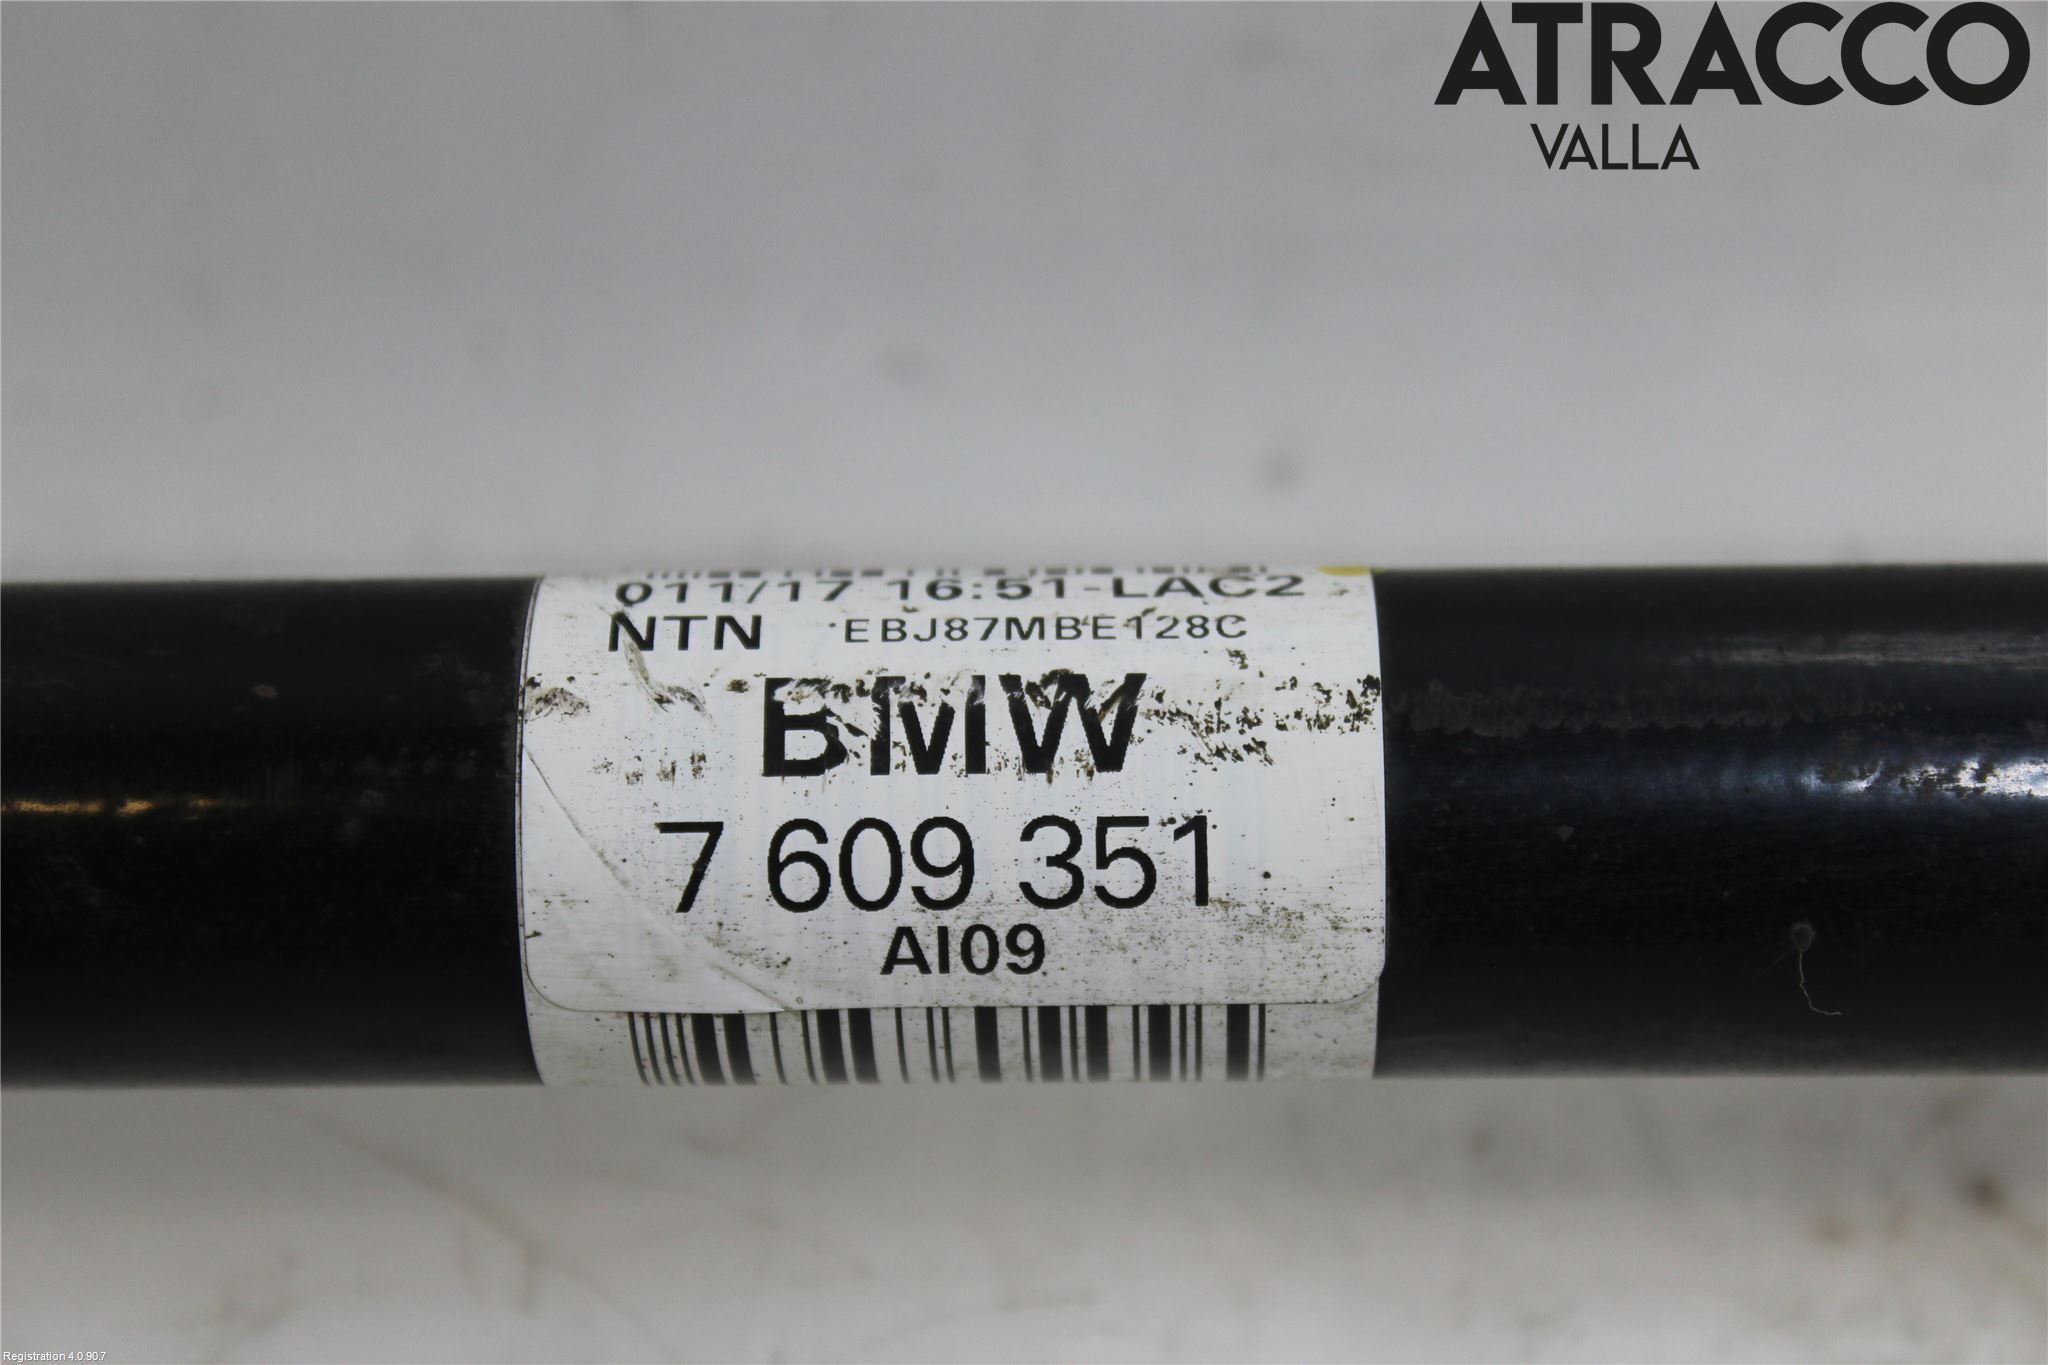 ATRACCO
VALLA
011/17 16:51-LAC2
NTN EBJ87MBE128C
BMW
7 609 351
AI09
Registration 4.0.90.7